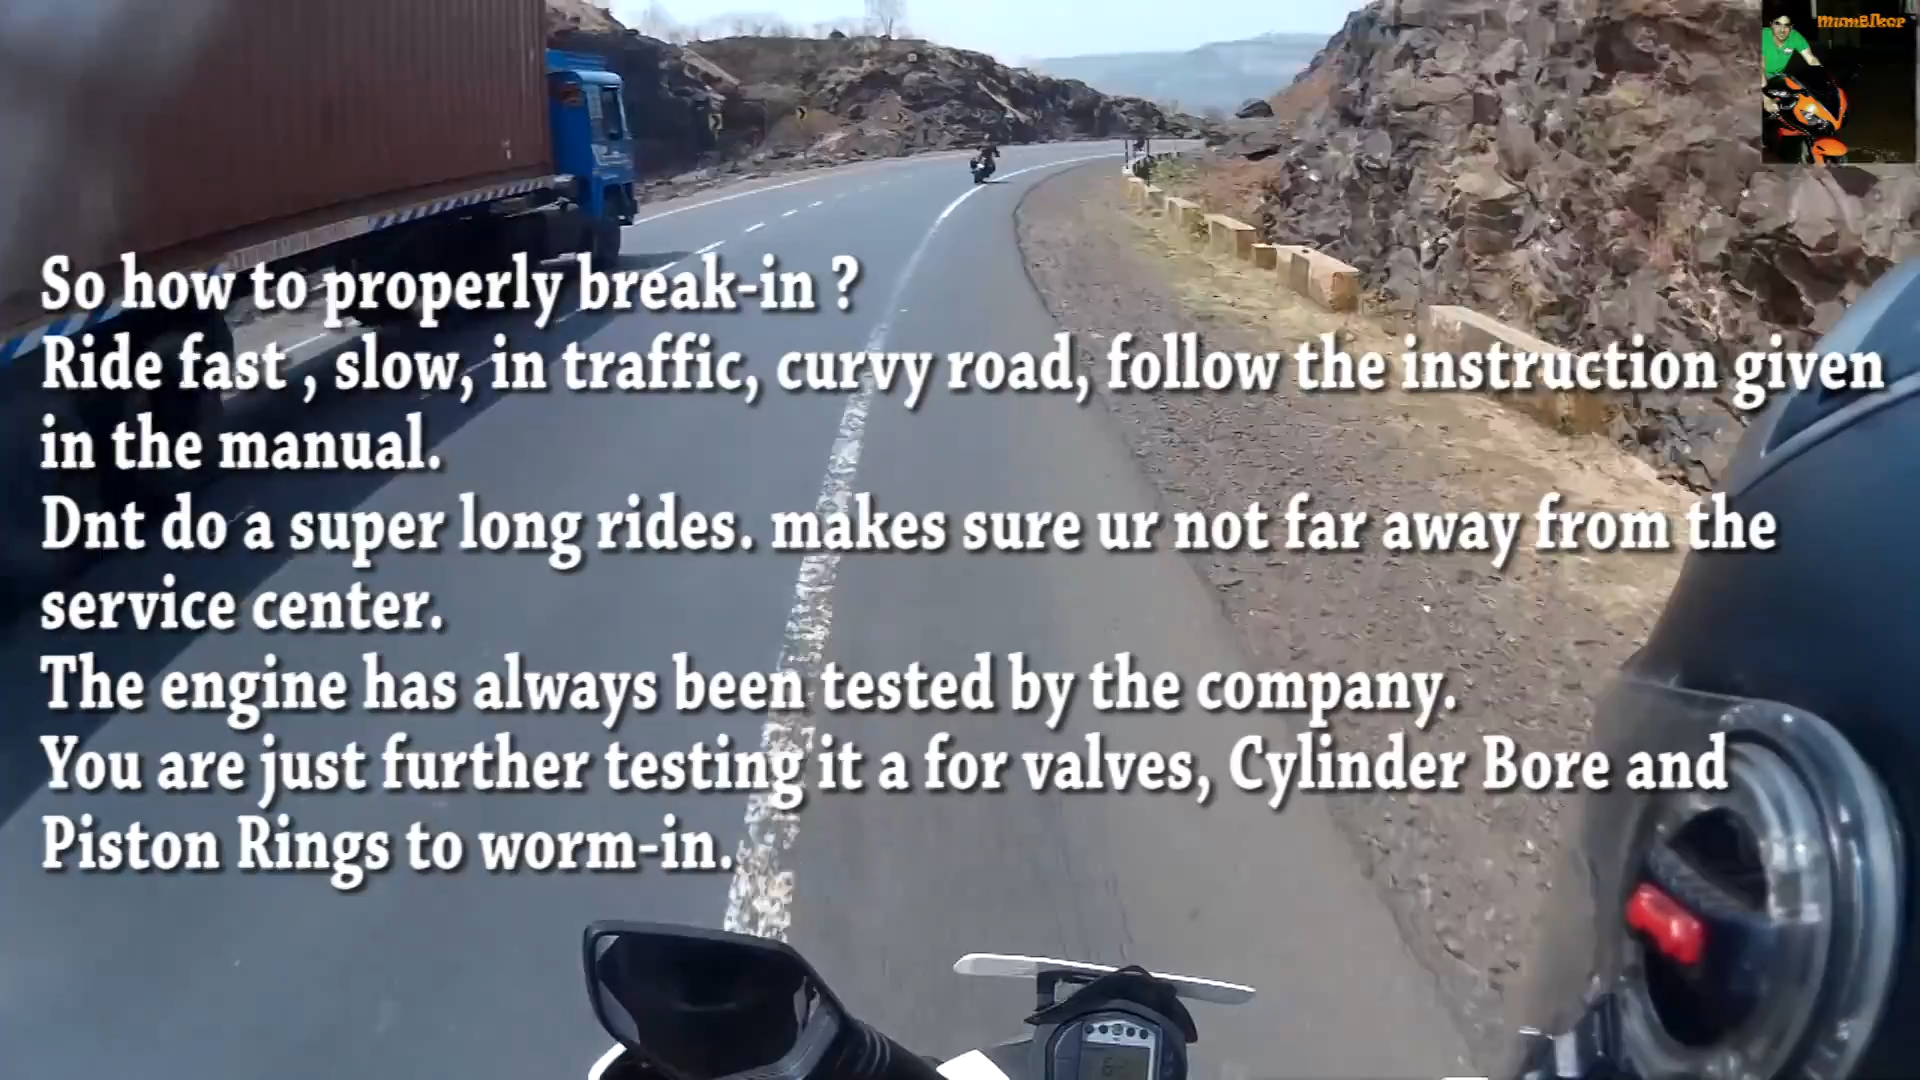 MumBIker
So how to properly break-in ?
Ride fast , slow, in traffic, curvy road, follow the instruction given
in the manual.
Dnt do a super long rides. makes sure ur not far away from the
service center.
The engine has always been tested by the company.
You are just further testing it a for valves, Cylinder Bore and
Piston Rings to worm-in.